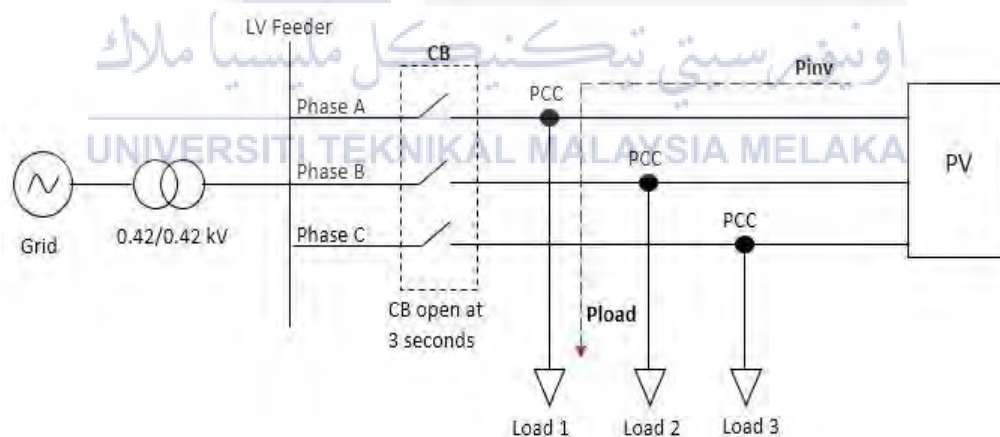 LV Feeder
اونيورسيتي تيكنيكل مليسيا ملاك
CB
Pinv
Phase A
PCC
UNIVERSITI TEKNIKAL MALAYSIA MELAKA
Phase B
PCC
PV
Phase C
PCC
Grid
0.42/0.42 kV
CB open at
3 seconds
Pload
Load 1
Load 2
Load 3